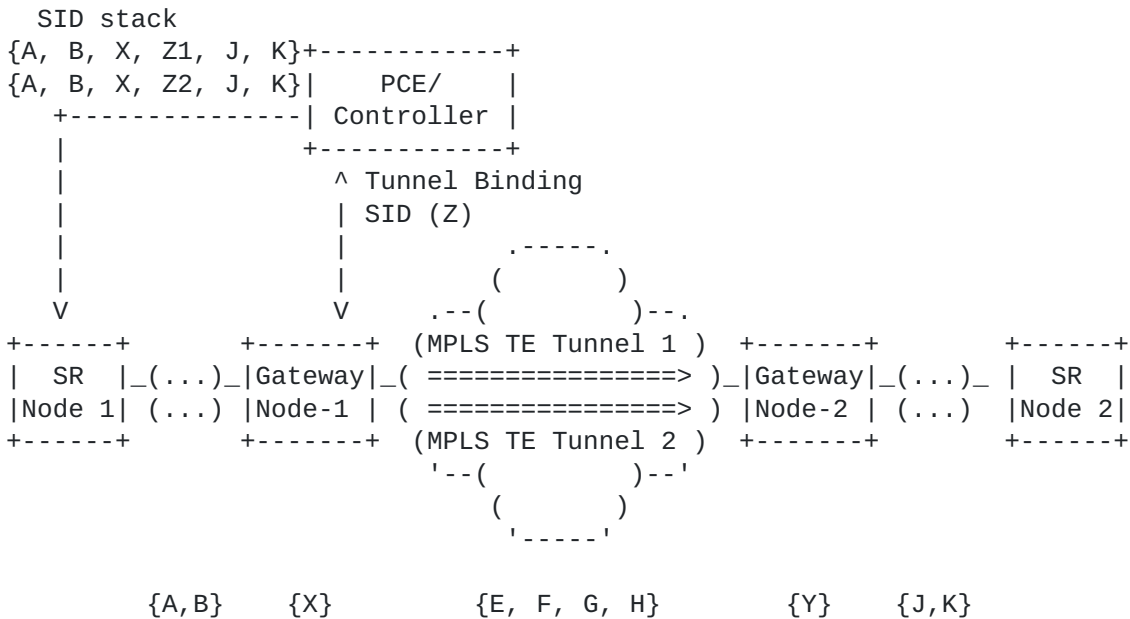 SID stack
{A, B, X, Z1, J, K}
{A, B, X, Z2, J, K} PCE/
Controller
Tunnel Binding
SID (Z)
MPLS TE Tunnel 1
SR (...) Gateway Gateway (...) SR
Node 1 (...) Node-1 Node-2 (...) Node 2
MPLS TE Tunnel 2
{A,B} {X} {E, F, G, H} {Y} {J,K}